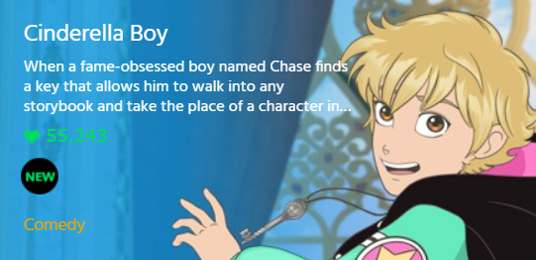 Cinderella Boy
When a fame-obsessed boy named Chase finds
a key that allows him to walk into any
storybook and take the place of a character in...
55,243
NEW
Comedy